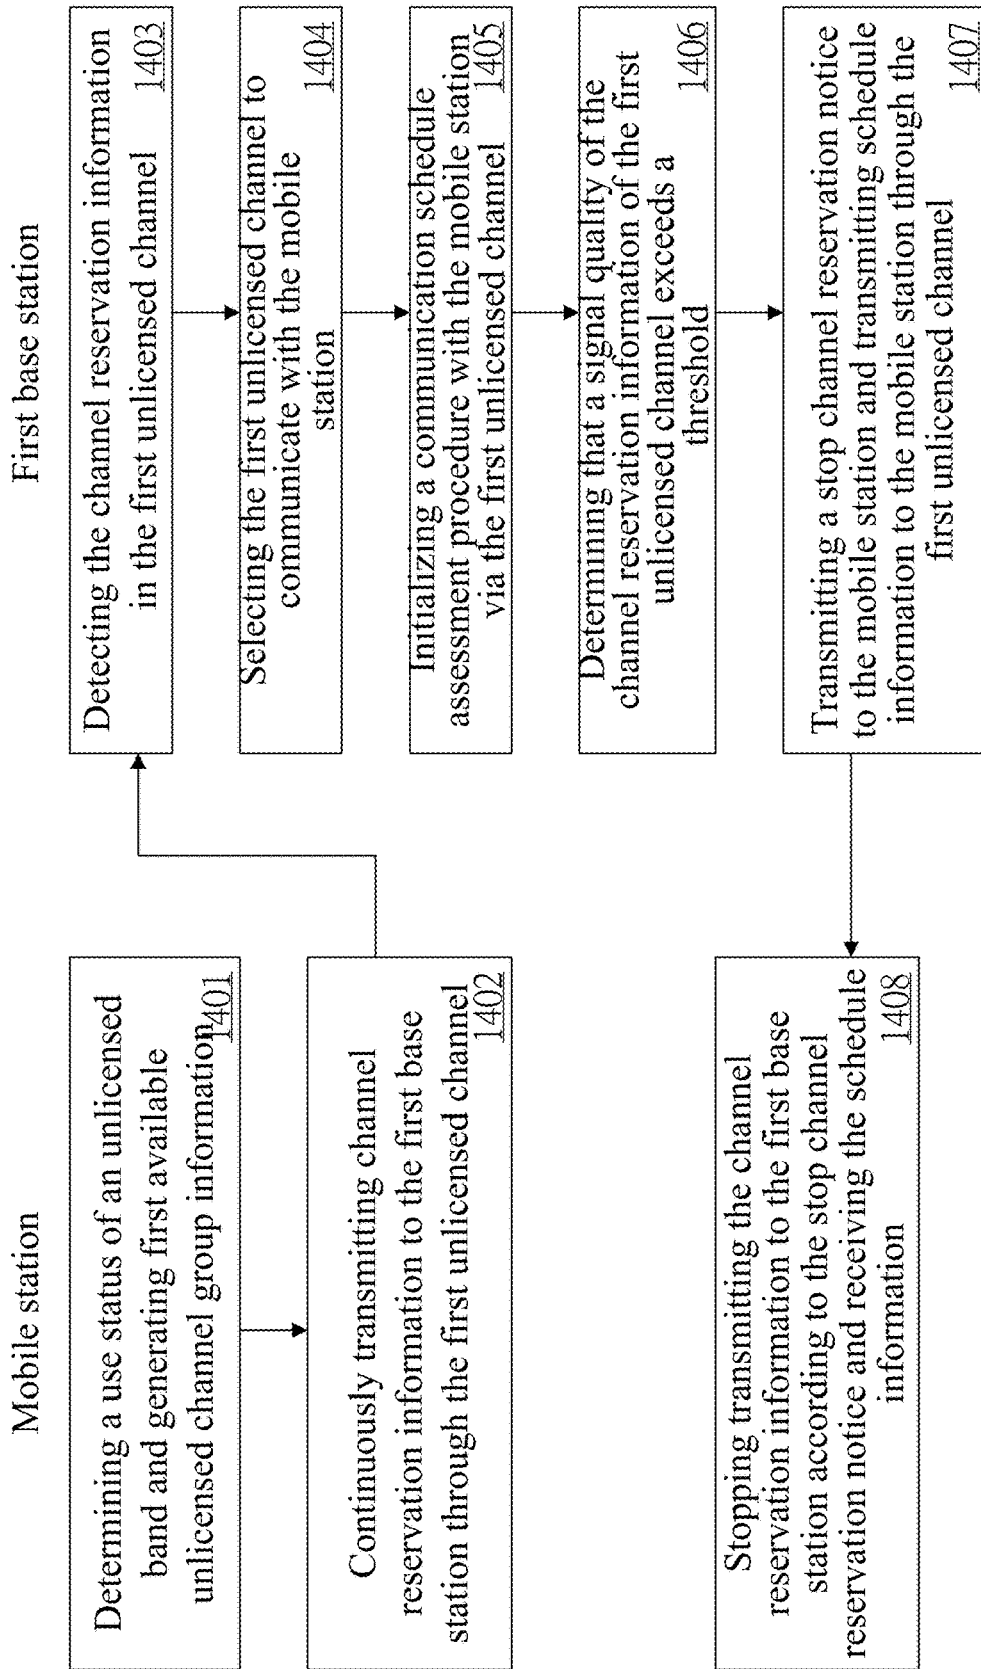 Mobile station
Determining a use status of an unlicensed
band and generating first available
unlicensed channel group information
1401
Continuously transmitting channel
reservation information to the first base
station through the first unlicensed channel
1402
Stopping transmitting the channel
reservation information to the first base
station according to the stop channel
reservation notice and receiving the schedule
information
1408
First base station
Detecting the channel reservation information
in the first unlicensed channel
1403
Selecting the first unlicensed channel to
communicate with the mobile
station
1404
Initializing a communication schedule
assessment procedure with the mobile station
via the first unlicensed channel
1405
Determining that a signal quality of the
channel reservation information of the first
unlicensed channel exceeds a
threshold
1406
Transmitting a stop channel reservation notice
to the mobile station and transmitting schedule
information to the mobile station through the
first unlicensed channel
1407